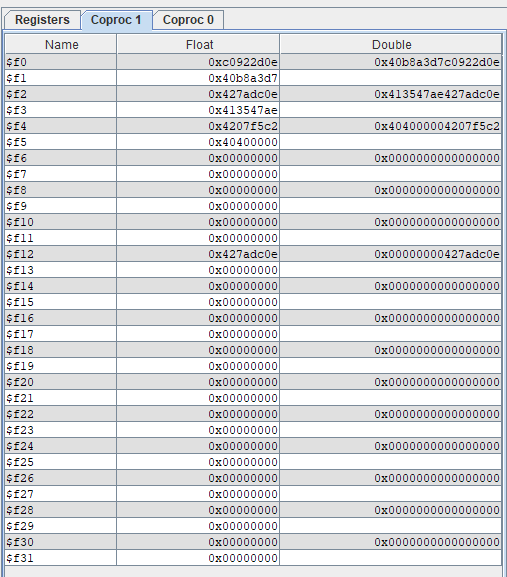 Registers Coproc 1 Coproc 0
Name Float Double
$f0 0xc0922d0e 0x40b8a3d7c0922d0e
$f1 0x40b8a3d7
$f2 0x427adc0e 0x413547ae427adc0e
$f3 0x413547ae
$f4 0x4207f5c2 0x404000004207f5c2
$f5 0x40400000
$f6 0x00000000 0x0000000000000000
$f7 0x00000000
$f8 0x00000000 0x0000000000000000
$f9 0x00000000
$f10 0x00000000 0x0000000000000000
$f11 0x00000000
$f12 0x427adc0e 0x00000000427adc0e
$f13 0x00000000
$f14 0x00000000 0x0000000000000000
$f15 0x00000000
$f16 0x00000000 0x0000000000000000
$f17 0x00000000
$f18 0x00000000 0x0000000000000000
$f19 0x00000000
$f20 0x00000000 0x0000000000000000
$f21 0x00000000
$f22 0x00000000 0x0000000000000000
$f23 0x00000000
$f24 0x00000000 0x0000000000000000
$f25 0x00000000
$f26 0x00000000 0x0000000000000000
$f27 0x00000000
$f28 0x00000000 0x0000000000000000
$f29 0x00000000
$f30 0x00000000 0x0000000000000000
$f31 0x00000000